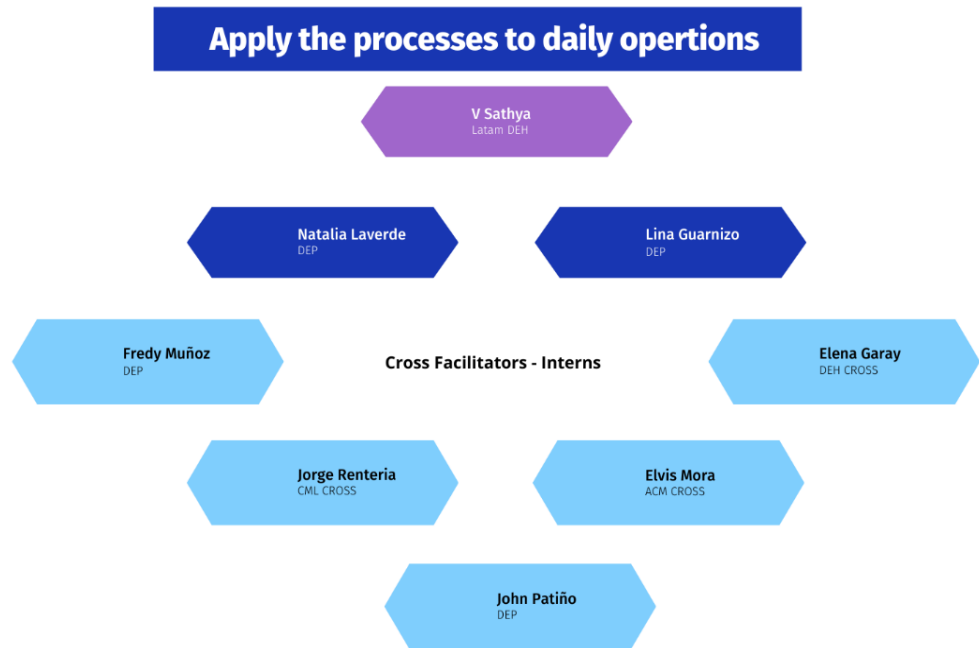 Apply the processes to daily opertions
V Sathya
Latam DEH
Natalia Laverde
DEP
Lina Guarnizo
DEP
Fredy Muñoz
DEP
Cross Facilitators - Interns
Elena Garay
DEH CROSS
Jorge Renteria
CML CROSS
Elvis Mora
ACM CROSS
John Patiño
DEP